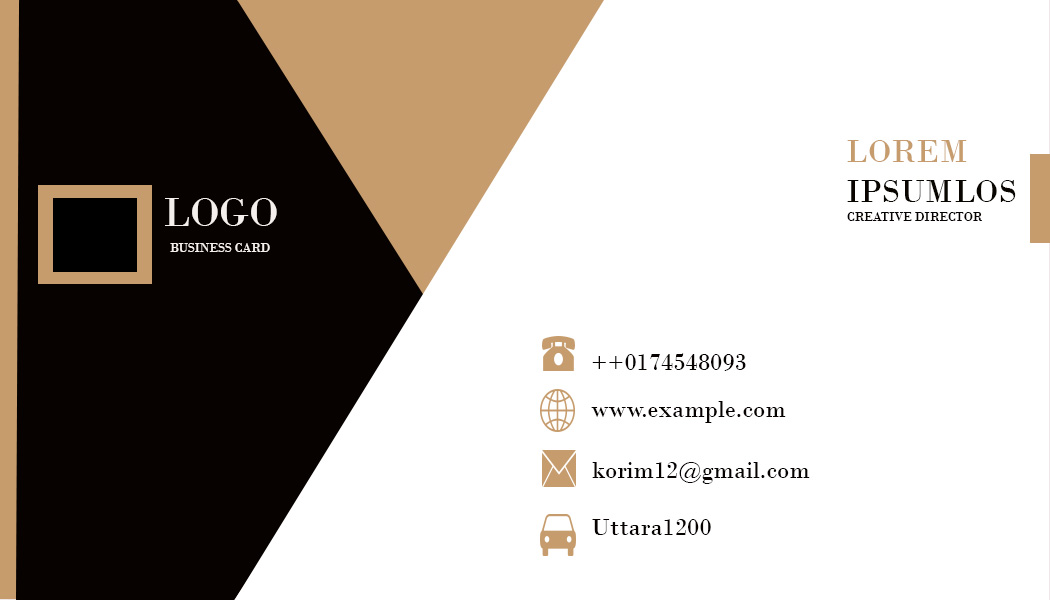 LOGO
BUSINESS CARD
LOREM
IPSUMLOS
CREATIVE DIRECTOR
++0174548093
www.example.com
korim12@gmail.com
Uttara1200